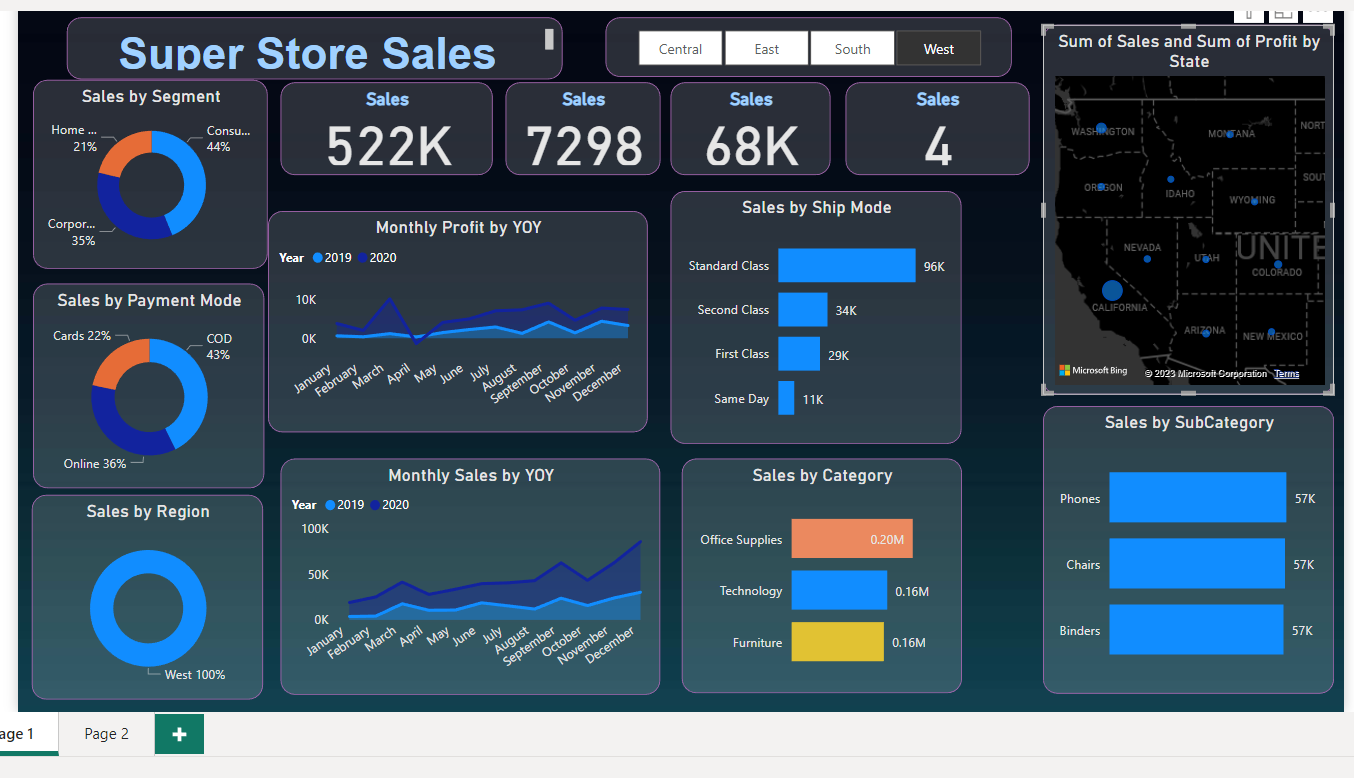 Super Store Sales
Central
East
South
West
Sum of Sales and Sum of Profit by
State
Sales by Segment
Home ...
21%
Consu...
44%
Corpor...
35%
Sales
522K
Sales
7298
Sales
68K
Sales
4
WASHINGTON
MONTANA
NORT
OREGON
IDAHO
SOUT
WYOMING
NEVADA
UTAH
UNITE
COLORADO
CALIFORNIA
ARIZONA
NEW MEXICO
Microsoft Bing
© 2023 Microsoft Corporation
Terms
Monthly Profit by YOY
Year
2019
2020
10K
0K
January
February
March
April
May
June
July
August
September
October
November
December
Sales by Ship Mode
Standard Class
96K
Second Class
34K
First Class
29K
Same Day
11K
Sales by Payment Mode
Cards 22%
COD
43%
Online 36%
Sales by SubCategory
Phones
57K
Chairs
57K
Binders
57K
Monthly Sales by YOY
Year
2019
2020
100K
50K
0K
January
February
March
April
May
June
July
August
September
October
November
December
Sales by Category
Office Supplies
0.20M
Technology
0.16M
Furniture
0.16M
Sales by Region
West 100%
age 1
Page 2